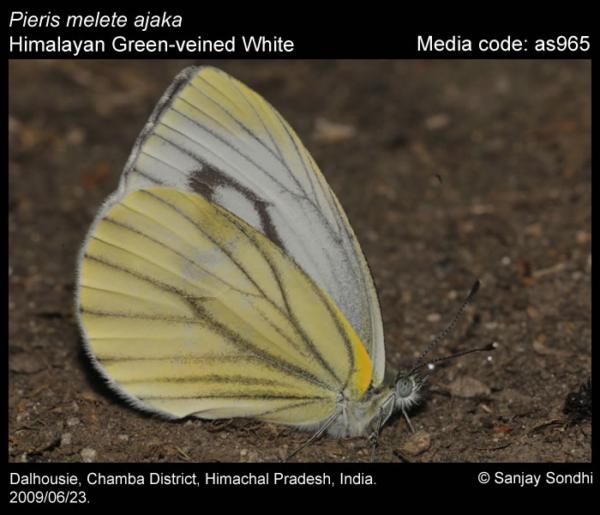 Pieris melete ajaka
Himalayan Green-veined White
Media code: as965
Dalhousie, Chamba District, Himachal Pradesh, India.
© Sanjay Sondhi
2009/06/23.